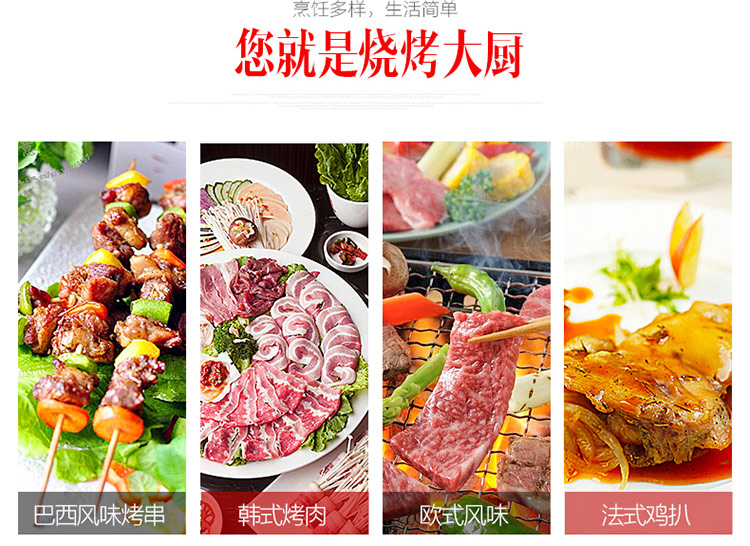 烹饪多样，生活简单
您就是烧烤大厨
巴西风味烤串
韩式烤肉
欧式风味
法式鸡扒